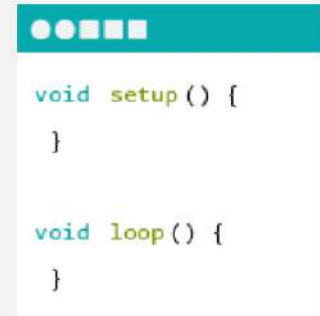 void setup() {
}
void loop() {
}